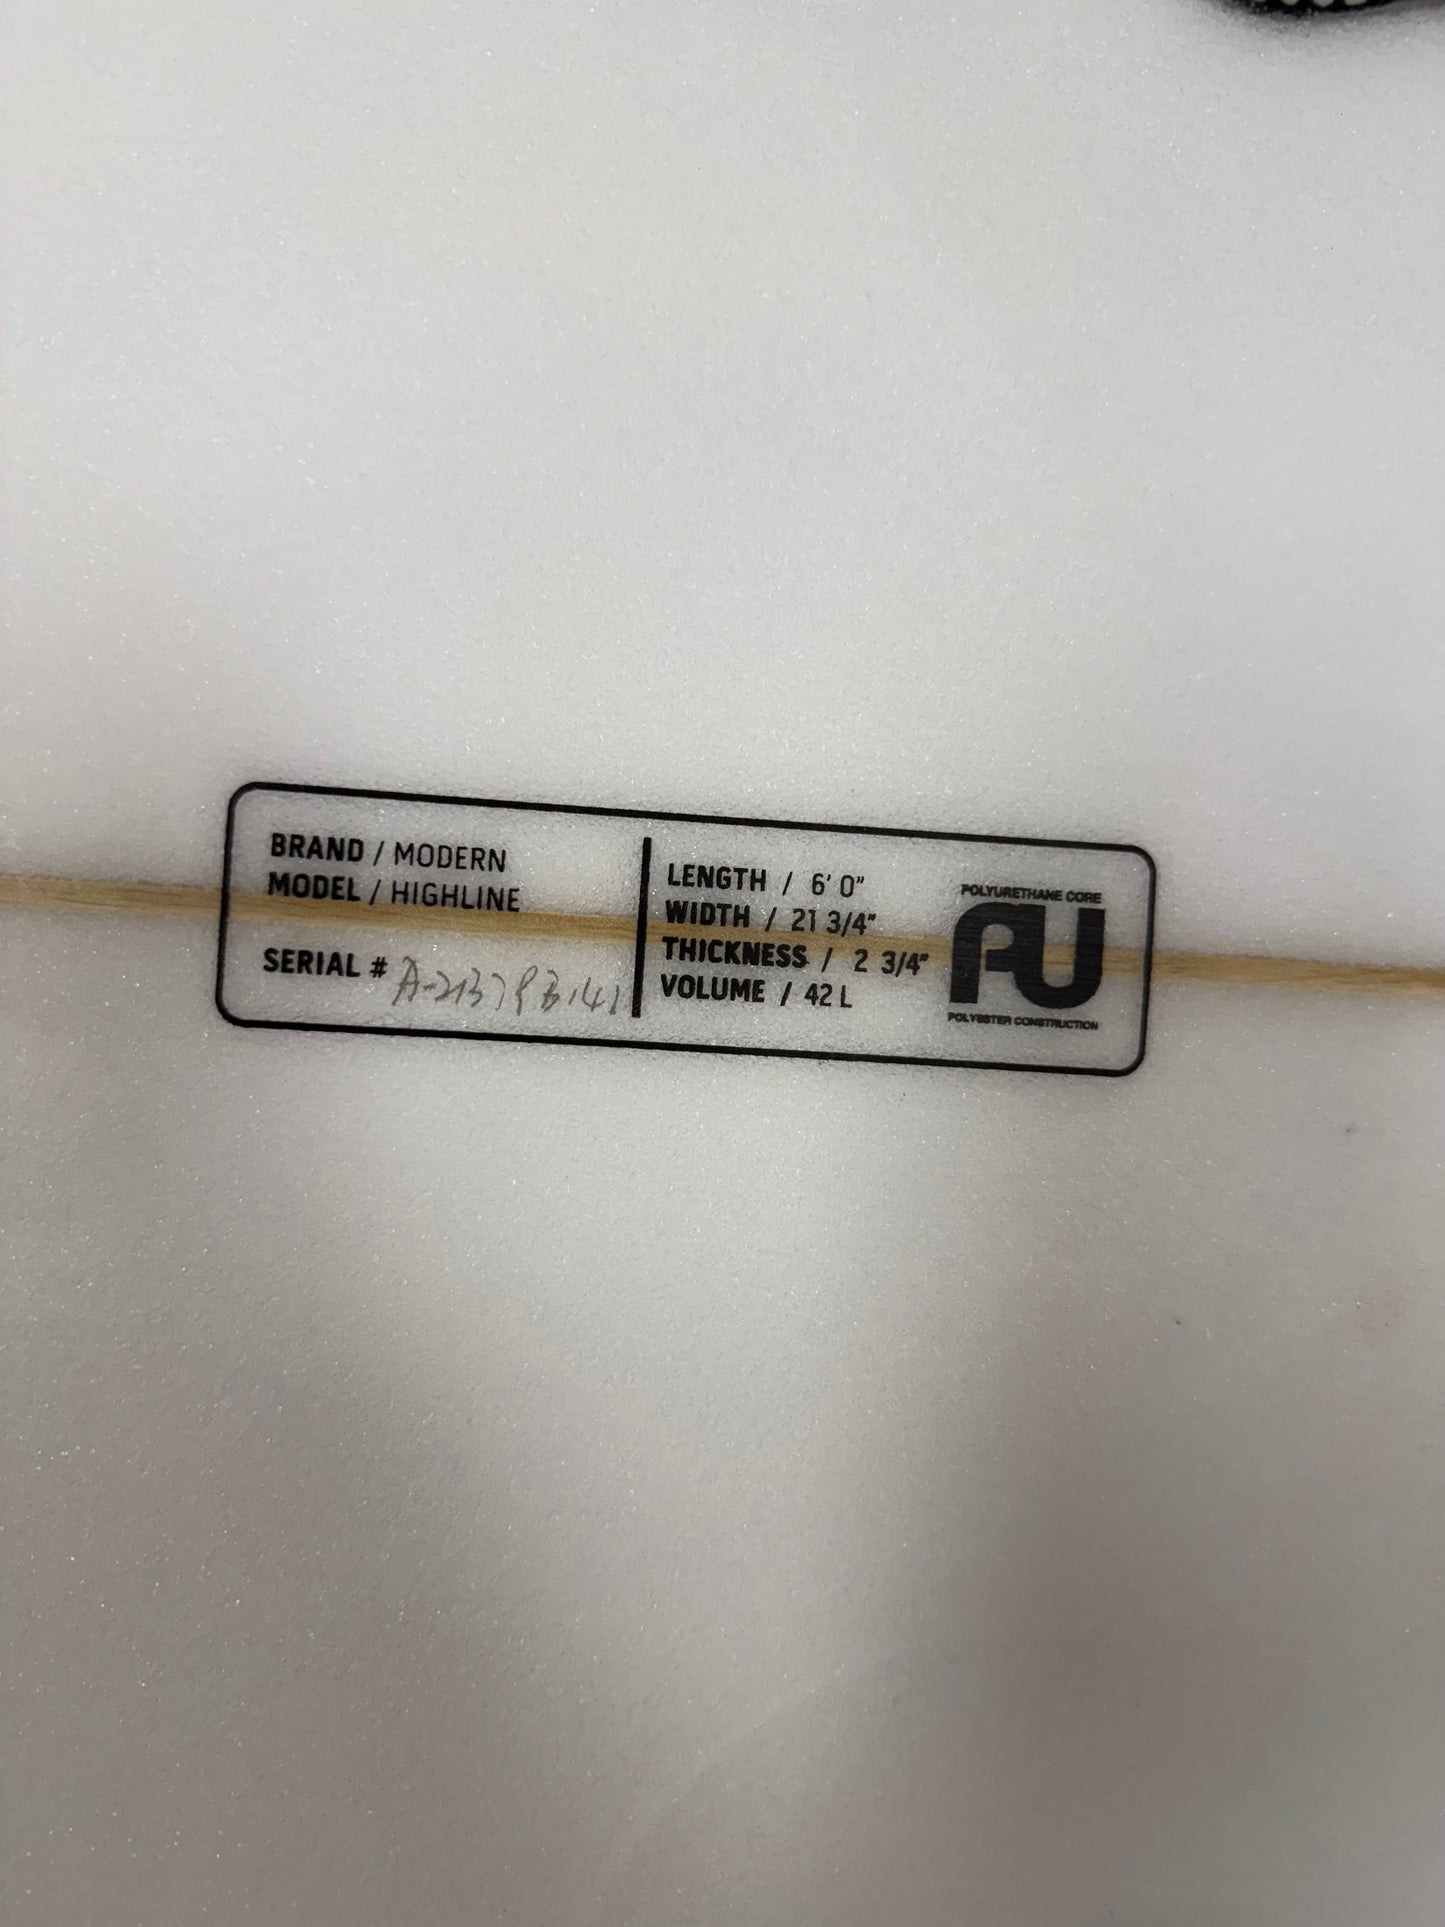 BRAND / MODERN
MODEL / HIGHLINE
SERIAL #
LENGTH / 6' 0"
WIDTH / 21 3/4"
THICKNESS / 2 3/4"
VOLUME / 42 L
POLYURETHANE CORE
PU
POLYESTER CONSTRUCTION